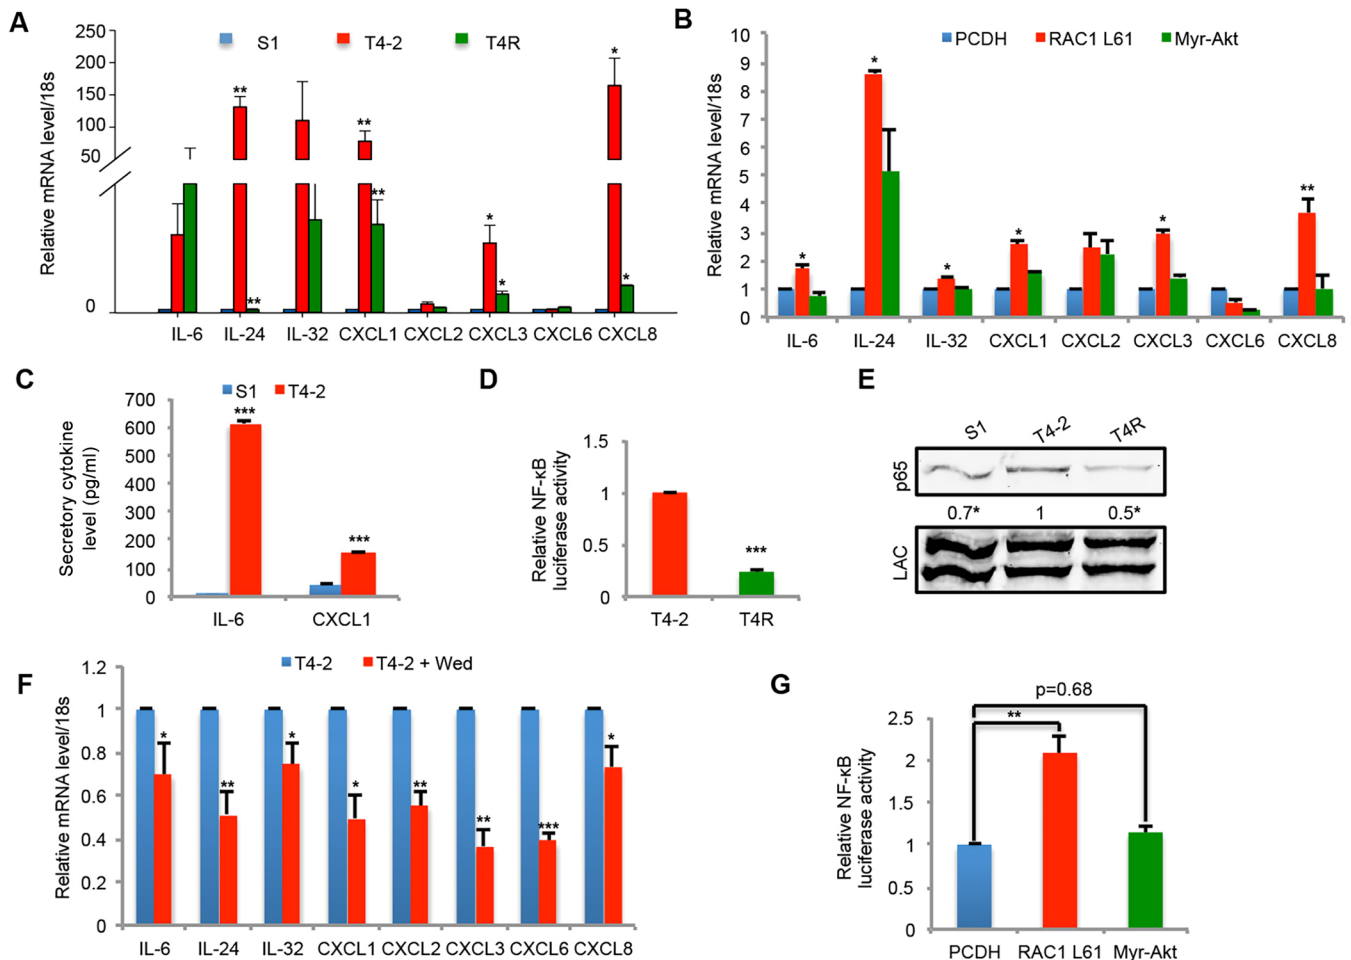 A
Relative mRNA level/18s
S1 T4-2 T4R
250
200
150
100
50
0
** ** ** ** * * * *
IL-6 IL-24 IL-32 CXCL1 CXCL2 CXCL3 CXCL6 CXCL8
B
Relative mRNA level/18s
PCDH RAC1 L61 Myr-Akt
10
9
8
7
6
5
4
3
2
1
0
* * * * * **
IL-6 IL-24 IL-32 CXCL1 CXCL2 CXCL3 CXCL6 CXCL8
C
Secretory cytokine
level (pg/ml)
S1 T4-2
700
600
500
400
300
200
100
0
*** ***
IL-6 CXCL1
D
Relative NF-κB
luciferase activity
1.5
1
0.5
0
***
T4-2 T4R
E
S1 T4-2 T4R
p65
0.7* 1 0.5*
LAC
F
Relative mRNA level/18s
T4-2 T4-2 + Wed
1.2
1
0.8
0.6
0.4
0.2
0
* ** * * ** ** *** *
IL-6 IL-24 IL-32 CXCL1 CXCL2 CXCL3 CXCL6 CXCL8
G
Relative NF-κB
luciferase activity
p=0.68
**
2.5
2
1.5
1
0.5
0
PCDH RAC1 L61 Myr-Akt